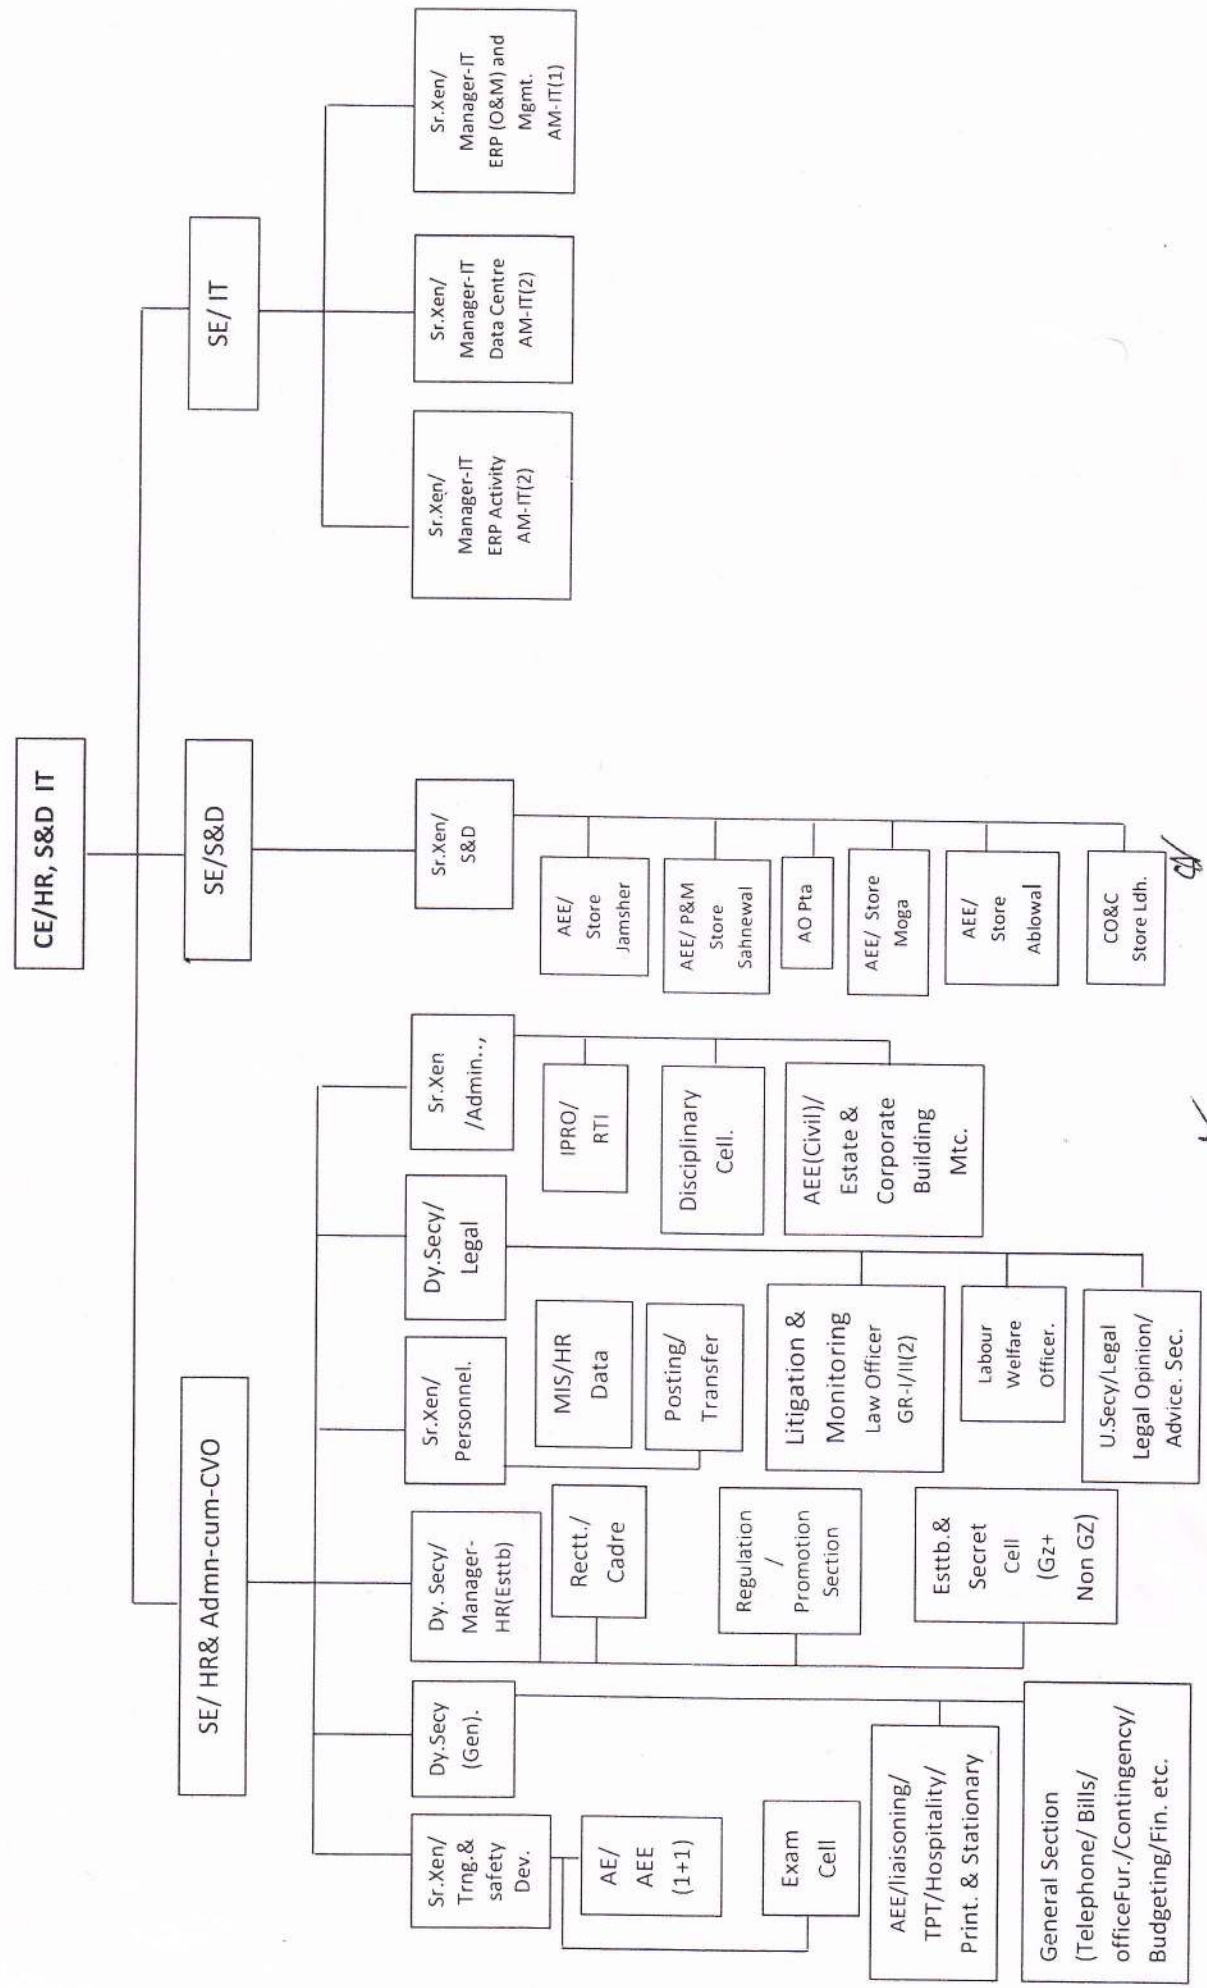 CE/HR, S&D IT
SE/ HR& Admn-cum-CVO
SE/S&D
SE/ IT
Sr.Xen/
Trng.&
safety
Dev.
AE/
AEE
(1+1)
Exam
Cell
Dy.Secy
(Gen).
AEE/liaisoning/
TPT/Hospitality/
Print. & Stationary
General Section
(Telephone/ Bills/
officeFur./Contingency/
Budgeting/Fin. etc.
Dy. Secy/
Manager-
HR(Esttb)
Rectt./
Cadre
Regulation
/
Promotion
Section
Esttb.&
Secret
Cell
(Gz+
Non GZ)
Sr.Xen/
Personnel.
MIS/HR
Data
Posting/
Transfer
Dy.Secy/
Legal
Litigation &
Monitoring
Law Officer
GR-I/II(2)
Labour
Welfare
Officer.
U.Secy/Legal
Legal Opinion/
Advice. Sec.
Sr.Xen
/Admin..,
IPRO/
RTI
Disciplinary
Cell.
AEE(Civil)/
Estate &
Corporate
Building
Mtc.
Sr.Xen/
S&D
AEE/
Store
Jamsher
AEE/ P&M
Store
Sahnewal
AO Pta
AEE/ Store
Moga
AEE/
Store
Ablowal
CO&C
Store Ldh.
Sr.Xen/
Manager-IT
ERP Activity
AM-IT(2)
Sr.Xen/
Manager-IT
Data Centre
AM-IT(2)
Sr.Xen/
Manager-IT
ERP (O&M) and
Mgmt.
AM-IT(1)